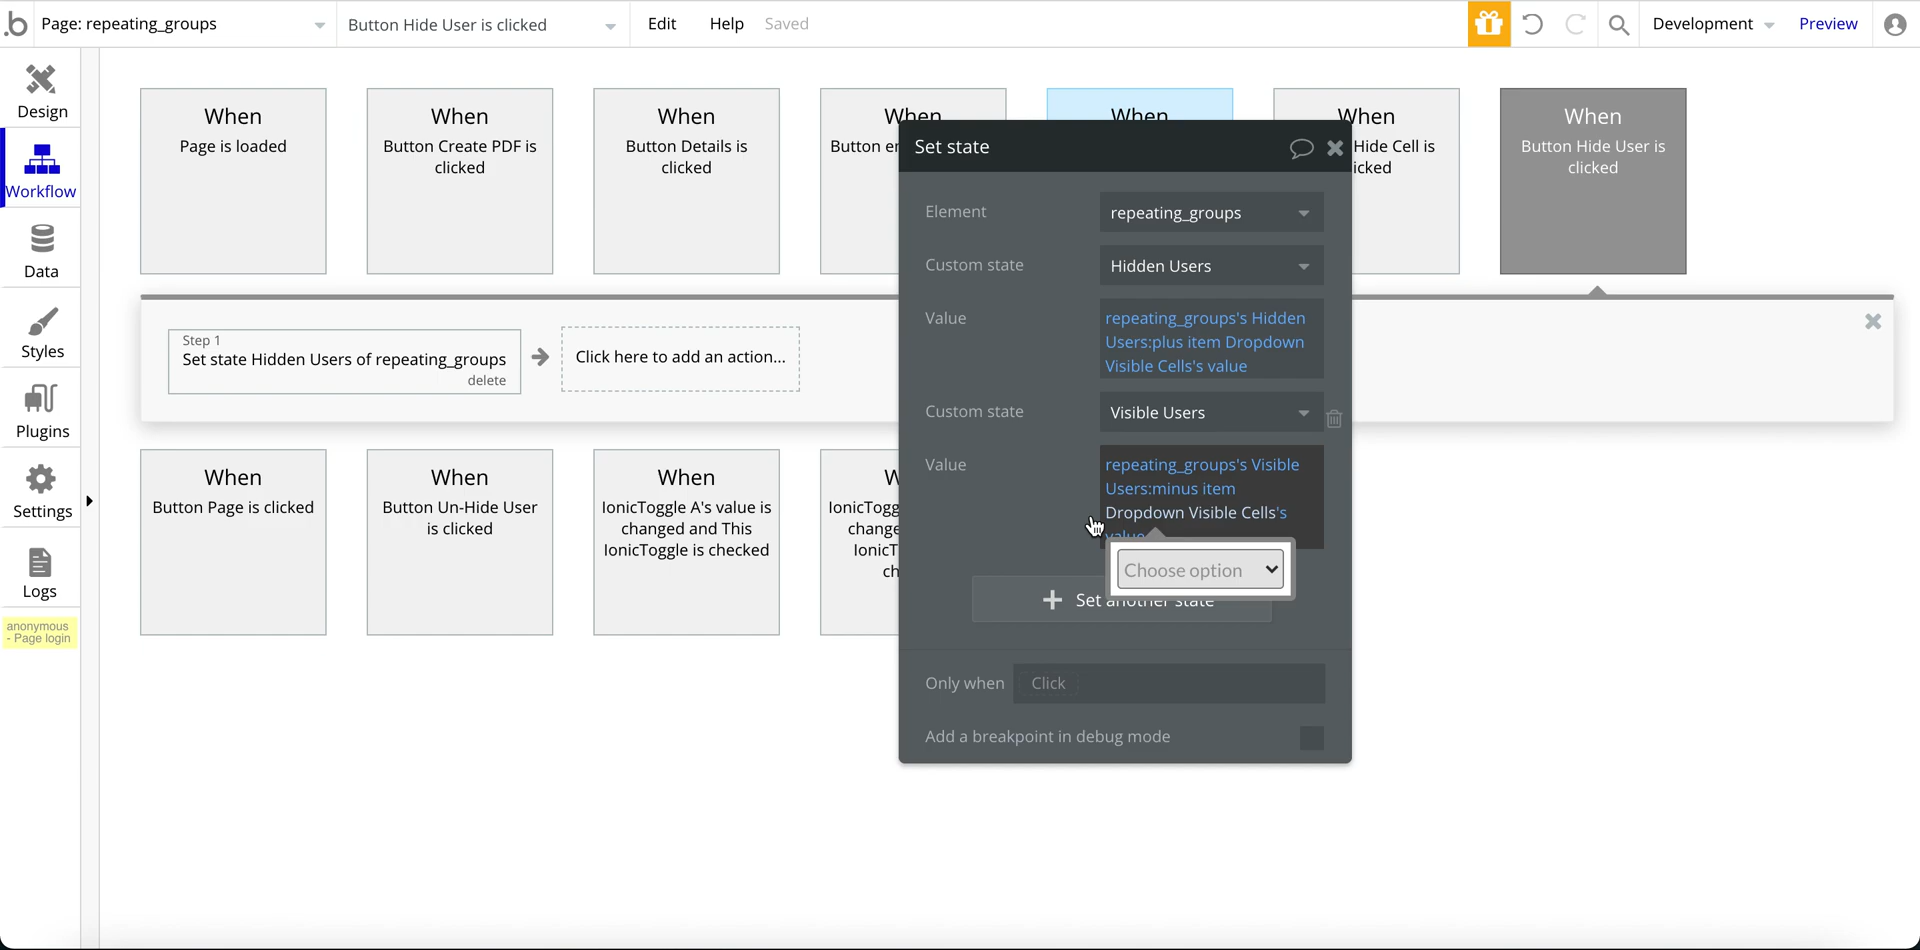 Page: repeating_groups
Button Hide User is clicked
Edit
Help
Saved
Development
Preview
Design
Workflow
Data
Styles
Plugins
Settings
Logs
anonymous
- Page login
When
Page is loaded
When
Button Create PDF is
clicked
When
Button Details is
clicked
When
Button en
When
When
Hide Cell is
icked
When
Button Hide User is
clicked
Step 1
Set state Hidden Users of repeating_groups
delete
Click here to add an action...
When
Button Page is clicked
When
Button Un-Hide User
is clicked
When
IonicToggle A's value is
changed and This
IonicToggle is checked
W
IonicTogg
change
IonicT
ch
Set state
Element
repeating_groups
Custom state
Hidden Users
Value
repeating_groups's Hidden
Users:plus item Dropdown
Visible Cells's value
Custom state
Visible Users
Value
repeating_groups's Visible
Users:minus item
Dropdown Visible Cells's
value
Choose option
Set another state
Only when
Click
Add a breakpoint in debug mode